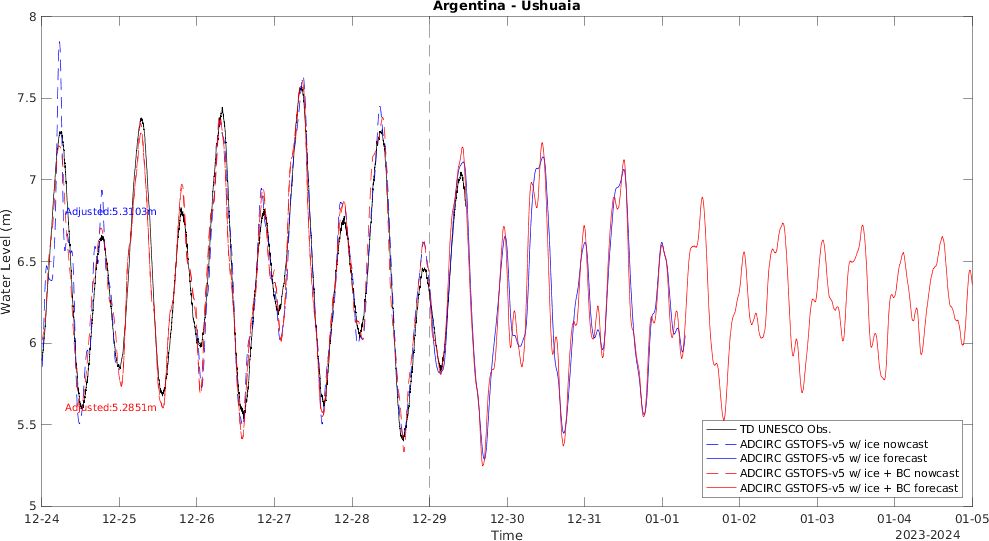 Argentina - Ushuaia
8
7.5
7
6.5
6
5.5
5
Water Level (m)
Adjusted:5.3103m
Adjusted:5.2851m
TD UNESCO Obs.
ADCIRC GSTOFS-v5 w/ ice nowcast
ADCIRC GSTOFS-v5 w/ ice forecast
ADCIRC GSTOFS-v5 w/ ice + BC nowcast
ADCIRC GSTOFS-v5 w/ ice + BC forecast
12-24 12-25 12-26 12-27 12-28 12-29 12-30 12-31 01-01 01-02 01-03 01-04 01-05
Time
2023-2024